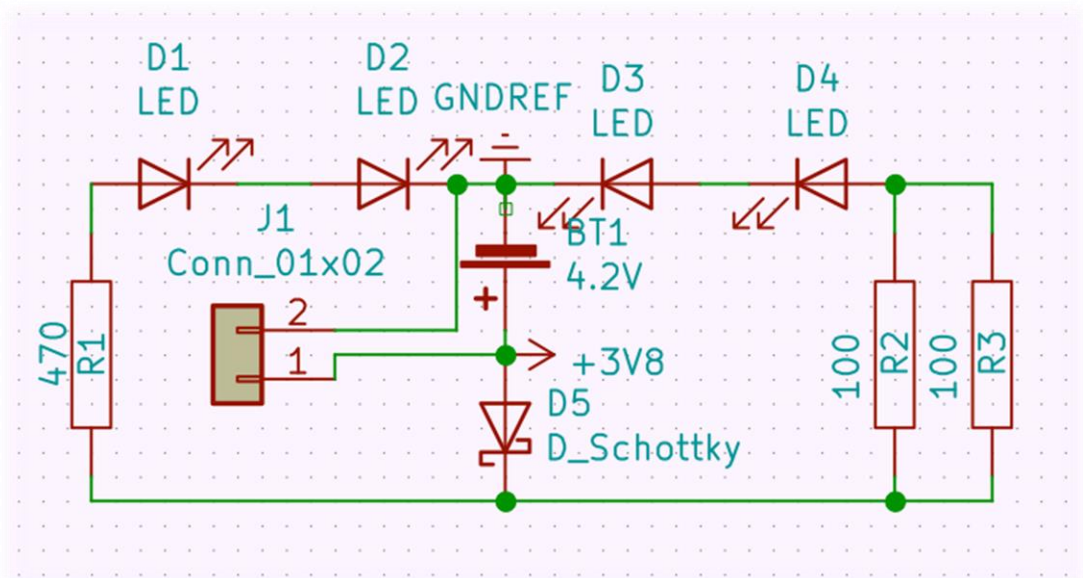 D1
LED
D2
LED
GNDREF
D3
LED
D4
LED
J1
Conn_01x02
2
1
BT1
4.2V
+
+3V8
D5
D_Schottky
470
R1
100
R2
100
R3